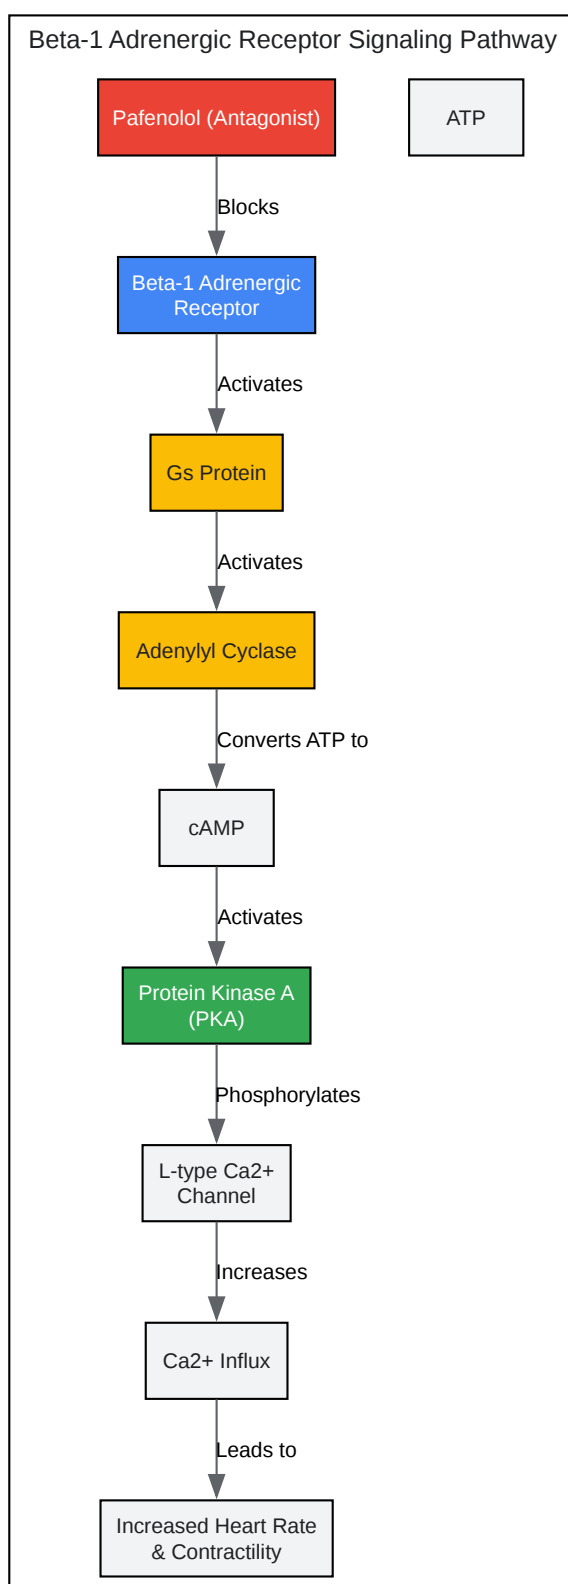 Beta-1 Adrenergic Receptor Signaling Pathway
Pafenolol (Antagonist)
ATP
Blocks
Beta-1 Adrenergic
Receptor
Activates
Gs Protein
Activates
Adenylyl Cyclase
Converts ATP to
cAMP
Activates
Protein Kinase A
(PKA)
Phosphorylates
L-type Ca2+
Channel
Increases
Ca2+ Influx
Leads to
Increased Heart Rate
& Contractility